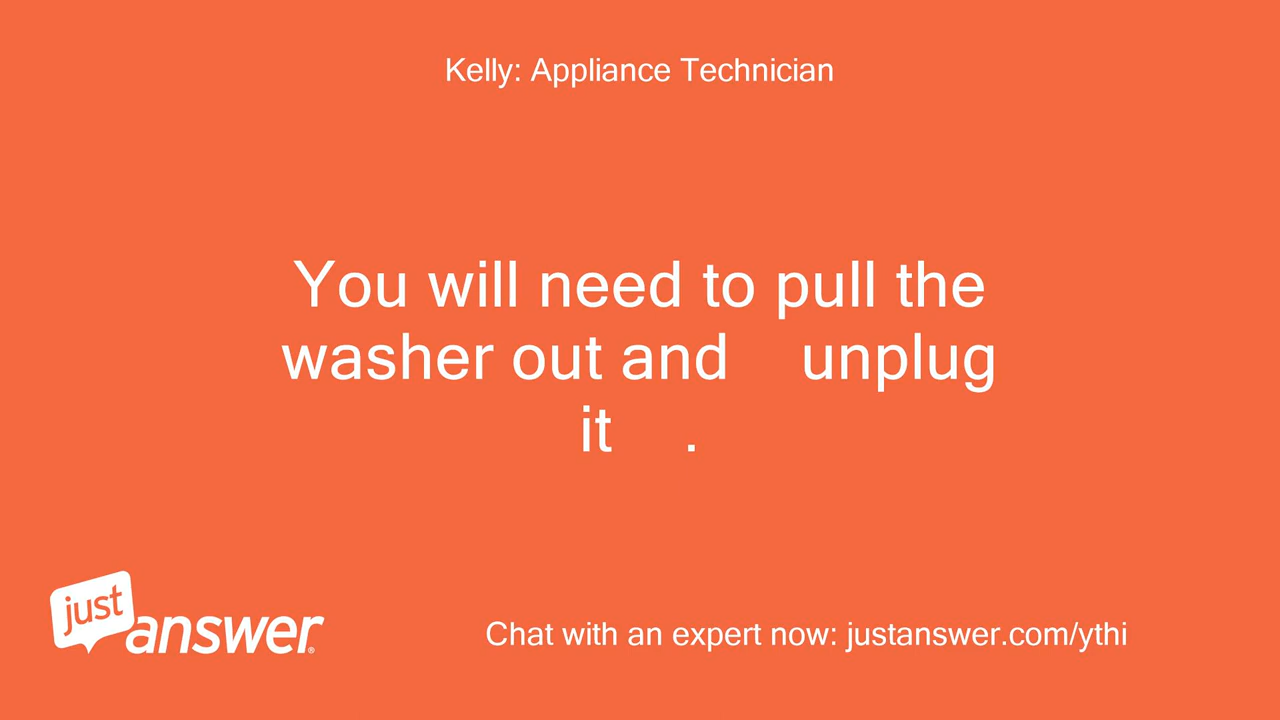 Kelly: Appliance Technician
You will need to pull the
washer out and    unplug
it    .
just
answer®
Chat with an expert now: justanswer.com/ythi